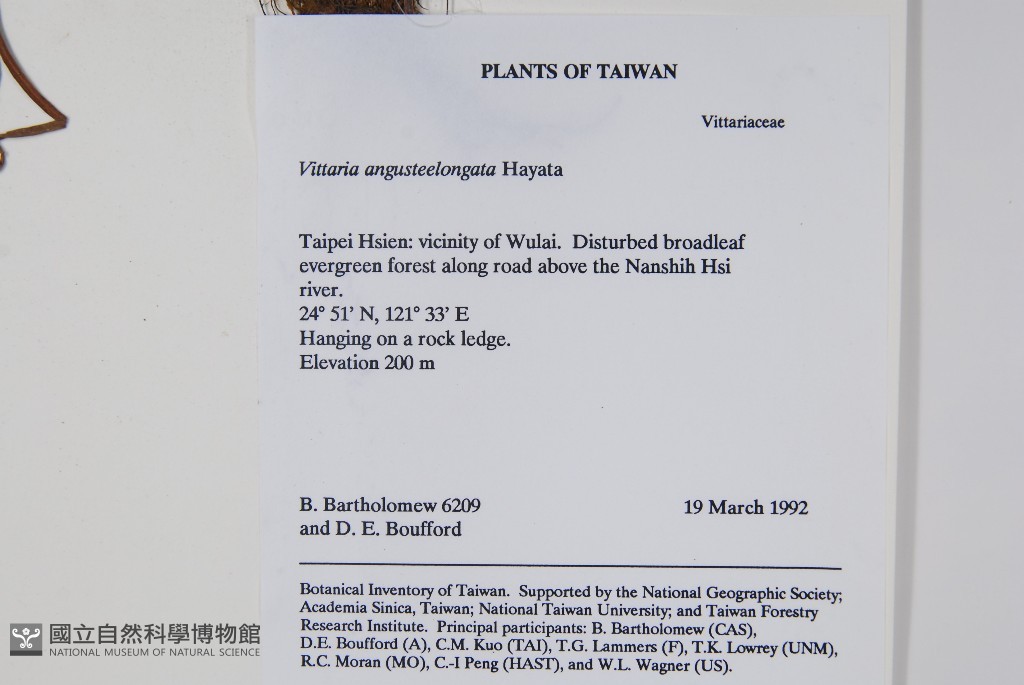 PLANTS OF TAIWAN
Vittariaceae
Vittaria angusteelongata Hayata
Taipei Hsien: vicinity of Wulai. Disturbed broadleaf
evergreen forest along road above the Nanshih Hsi
river.
24° 51' N, 121° 33' E
Hanging on a rock ledge.
Elevation 200 m
B. Bartholomew 6209 19 March 1992
and D. E. Boufford
Botanical Inventory of Taiwan. Supported by the National Geographic Society;
Academia Sinica, Taiwan; National Taiwan University; and Taiwan Forestry
Research Institute. Principal participants: B. Bartholomew (CAS),
D.E. Boufford (A), C.M. Kuo (TAI), T.G. Lammers (F), T.K. Lowrey (UNM),
R.C. Moran (MO), C.-I Peng (HAST), and W.L. Wagner (US).
國立自然科學博物館
NATIONAL MUSEUM OF NATURAL SCIENCE